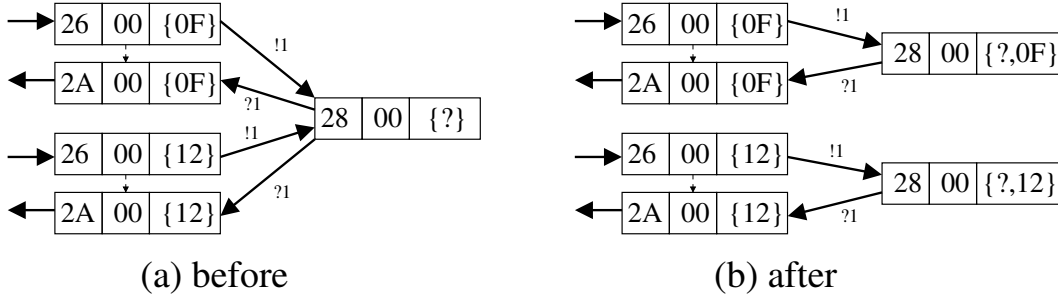 26 00 {0F}
!1
2A 00 {0F}
?1
28 00 {?}
!1
26 00 {12}
?1
2A 00 {12}
(a) before
26 00 {0F}
!1
28 00 {?,0F}
2A 00 {0F}
?1
26 00 {12}
!1
28 00 {?,12}
2A 00 {12}
?1
(b) after